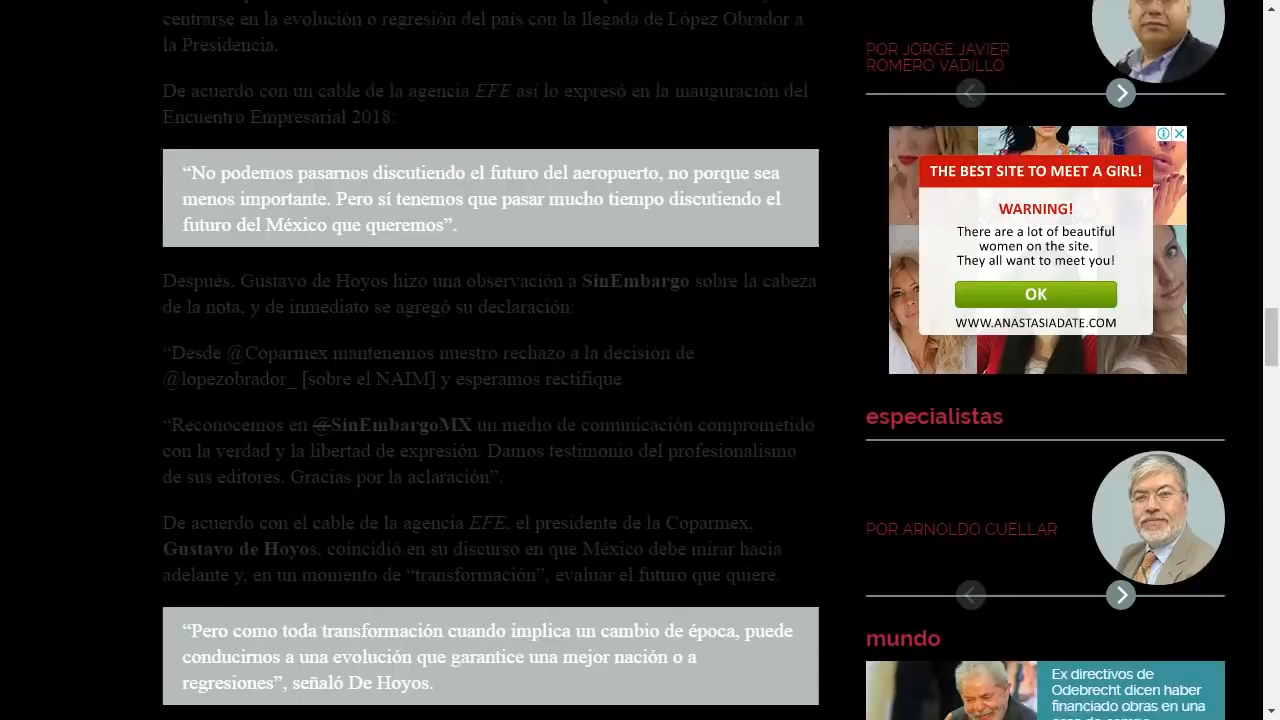 centrarse en la evolución o regresión del país con la llegada de López Obrador a
la Presidencia.
De acuerdo con un cable de la agencia EFE así lo expresó en la mauguración del
Encuentro Empresarial 2018:
“No podemos pasarnos discutiendo el futuro del aeropuerto, no porque sea
menos importante. Pero sí tenemos que pasar mucho tiempo discutiendo el
futuro del México que queremos”.
Después, Gustavo de Hoyos hizo una observación a SinEmbargo sobre la cabeza
de la nota, y de inmediato se agregó su declaración:
“Desde @Coparmex mantenemos nuestro rechazo a la decisión de
@lopezobrador_ [sobre el NAIM] y esperamos rectifique.
“Reconocemos en @SinEmbargoMX un medio de comunicación comprometido
con la verdad y la libertad de expresión. Damos testimonio del profesionalismo
de sus editores. Gracias por la aclaración”.
De acuerdo con el cable de la agencia EFE, el presidente de la Coparmex,
Gustavo de Hoyos, coincidió en su discurso en que México debe mirar hacia
adelante y, en un momento de “transformación”, evaluar el futuro que quiere.
“Pero como toda transformación cuando implica un cambio de época, puede
conducirnos a una evolución que garantice una mejor nación o a
regresiones”, señaló De Hoyos.
POR JORGE JAVIER
ROMERO VADILLO
THE BEST SITE TO MEET A GIRL!
WARNING!
There are a lot of beautiful
women on the site.
They all want to meet you!
OK
WWW.ANASTASIADATE.COM
especialistas
POR ARNOLDO CUELLAR
mundo
Ex directivos de
Odebrecht dicen haber
financiado obras en una